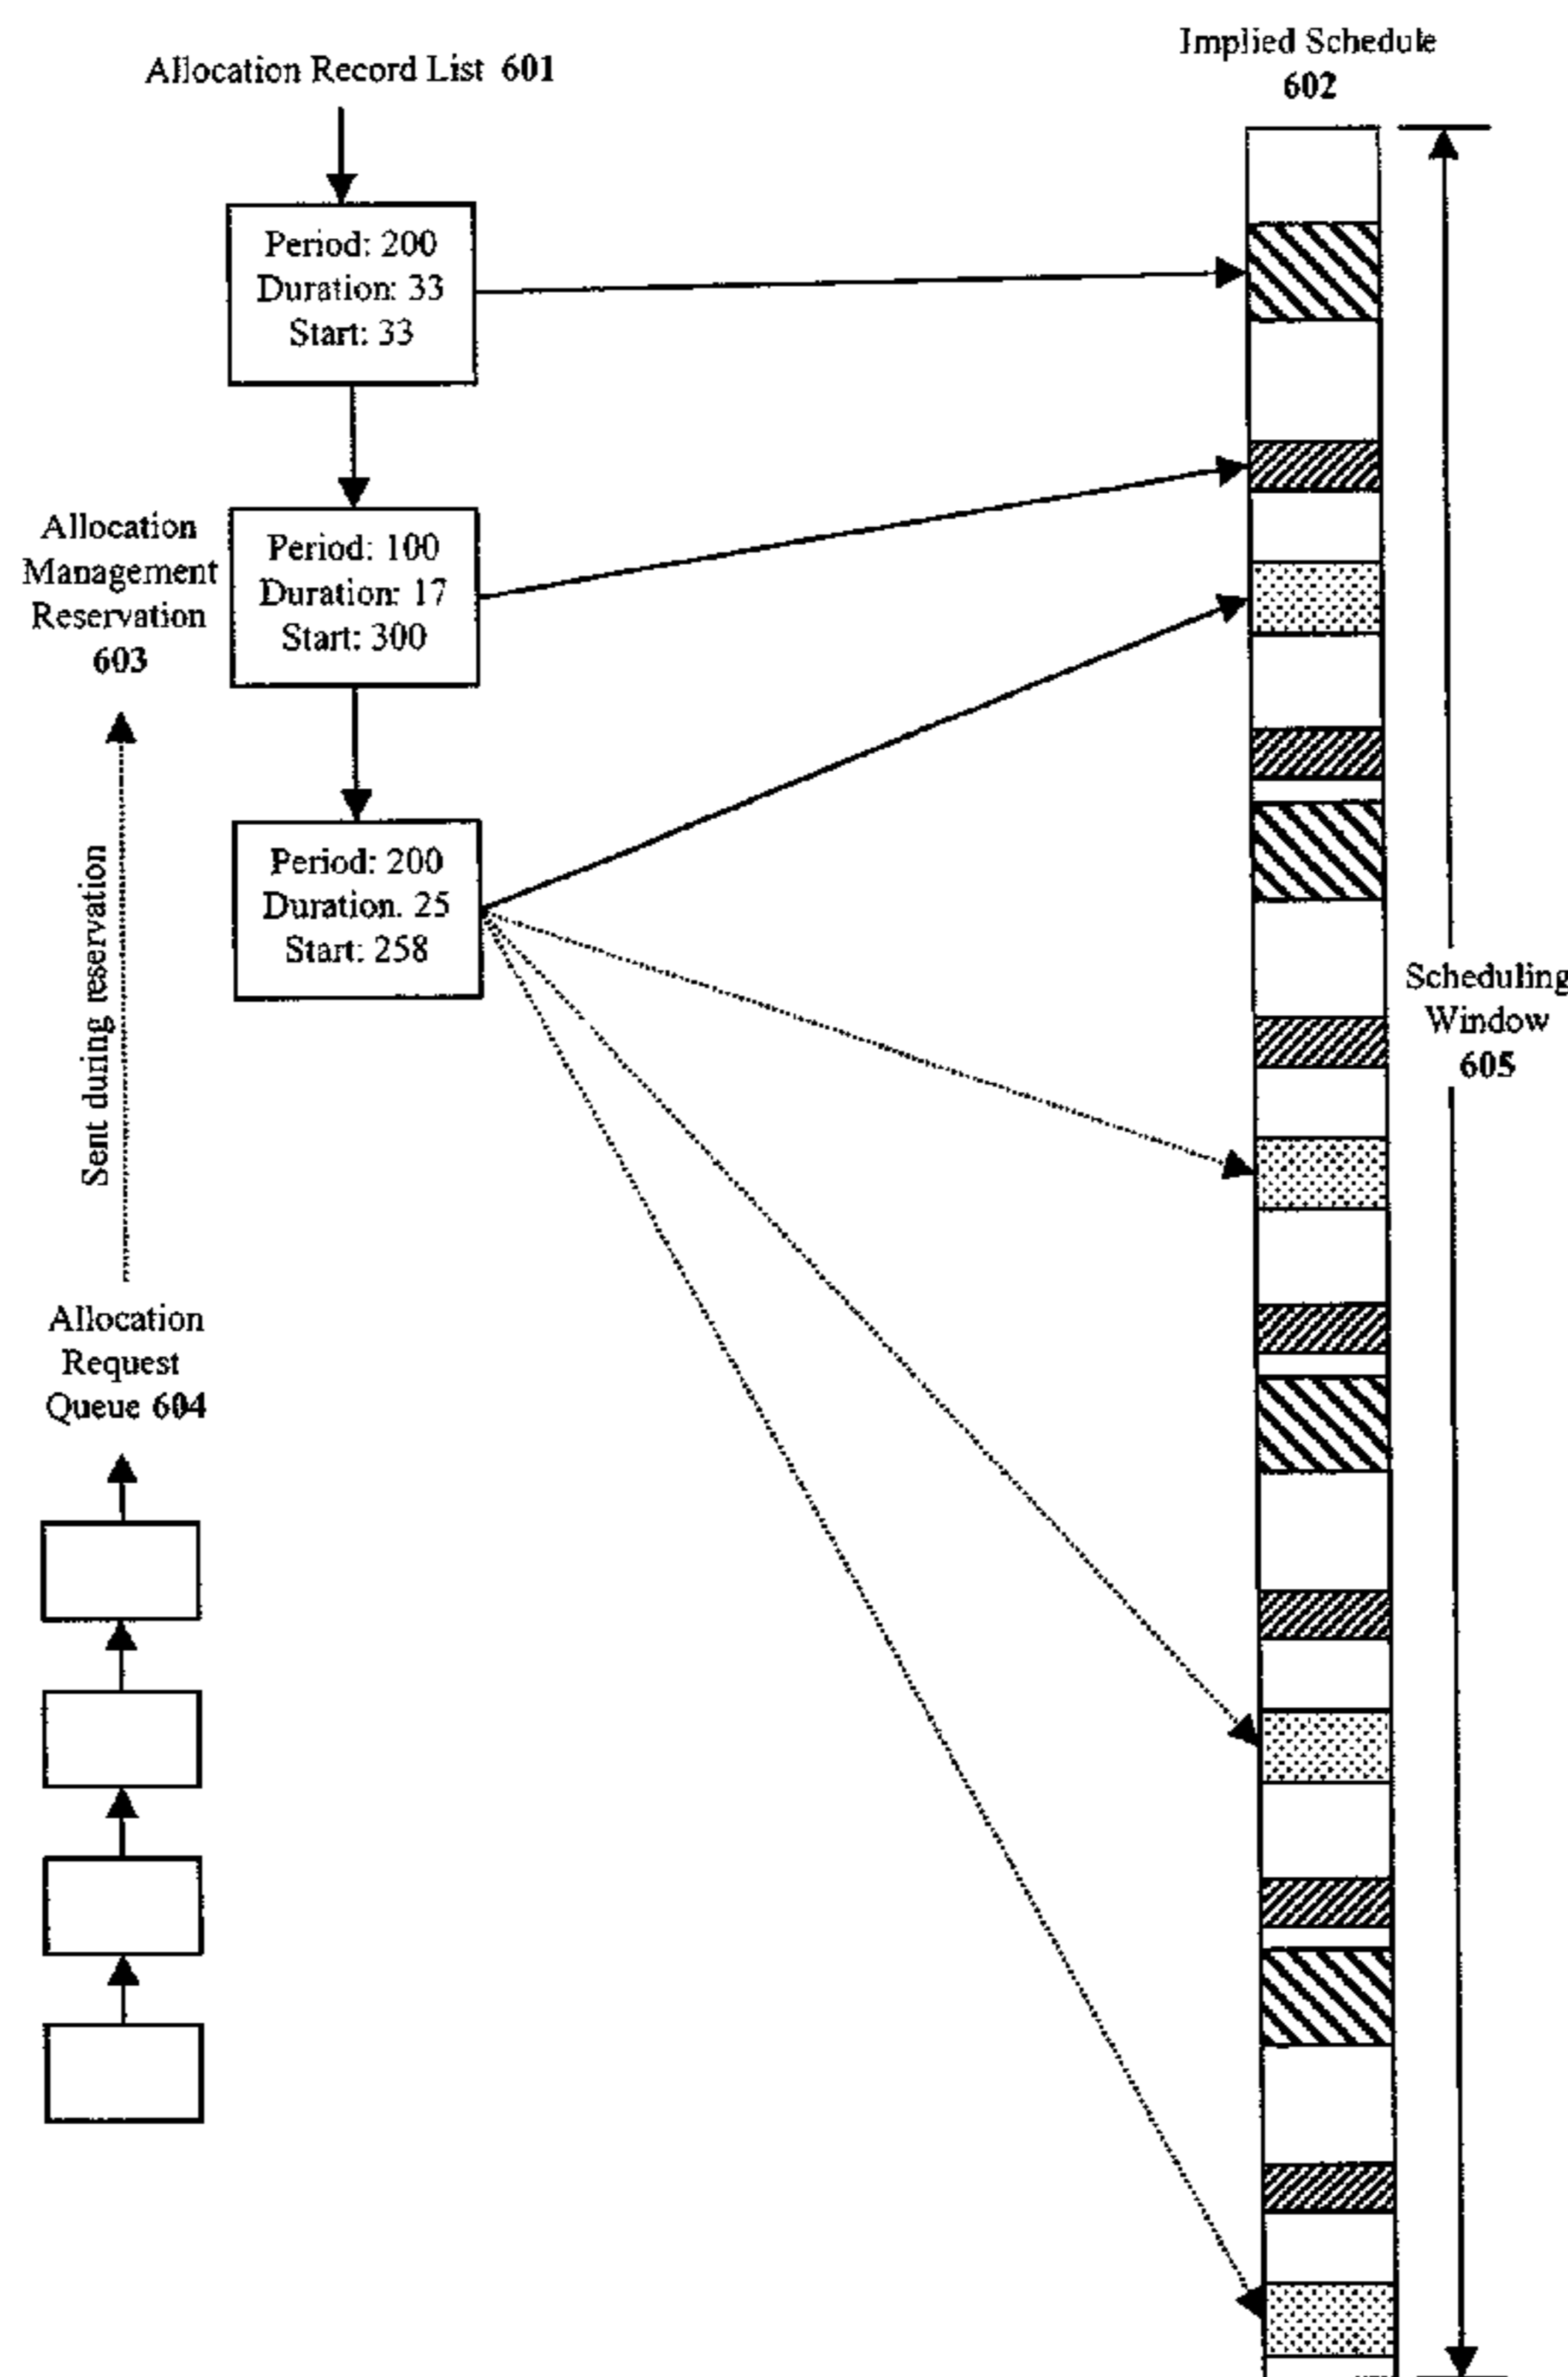 Allocation Record List 601
Implied Schedule
602
Period: 200
Duration: 33
Start: 33
Allocation
Management
Reservation
603
Period: 100
Duration: 17
Start: 300
Sent during reservation
Period: 200
Duration. 25
Start: 258
Scheduling
Window
605
Allocation
Request
Queue 604